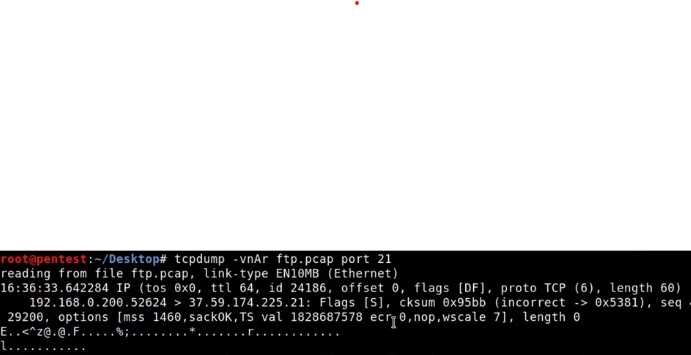 root@pentest:~/Desktop# tcpdump -vnAr ftp.pcap port 21
reading from file ftp.pcap, link-type EN10MB (Ethernet)
16:36:33.642284 IP (tos 0x0, ttl 64, id 24186, offset 0, flags [DF], proto TCP (6), length 60)
192.168.0.200.52624 > 37.59.174.225.21: Flags [S], cksum 0x95bb (incorrect -> 0x5381), seq
29200, options [mss 1460,sackOK,TS val 1828687578 ecr 0,nop,wscale 7], length 0
E..<^z@.@.F.....%;........*.......r............
l...........